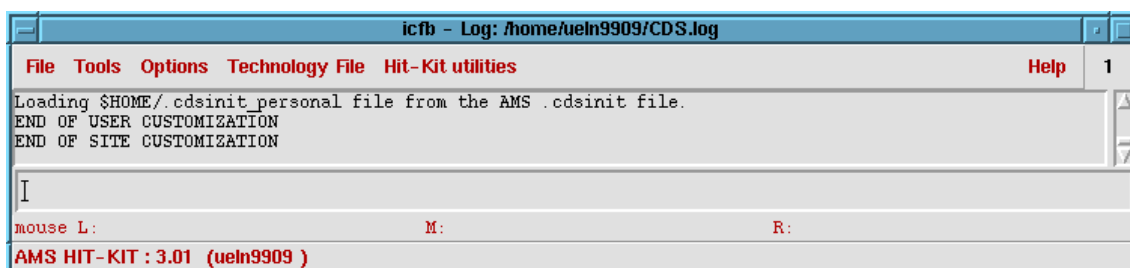 icfb - Log: /home/ueln9909/CDS.log
File Tools Options Technology File Hit-Kit utilities Help 1
Loading $HOME/.cdsinit_personal file from the AMS .cdsinit file.
END OF USER CUSTOMIZATION
END OF SITE CUSTOMIZATION
mouse L: M: R:
AMS HIT-KIT : 3.01 (ueln9909 )